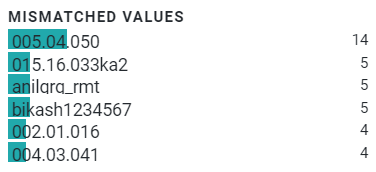 MISMATCHED VALUES
005.04.050 14
015.16.033ka2 5
anilgrg_rmt 5
bikash1234567 5
002.01.016 4
004.03.041 4